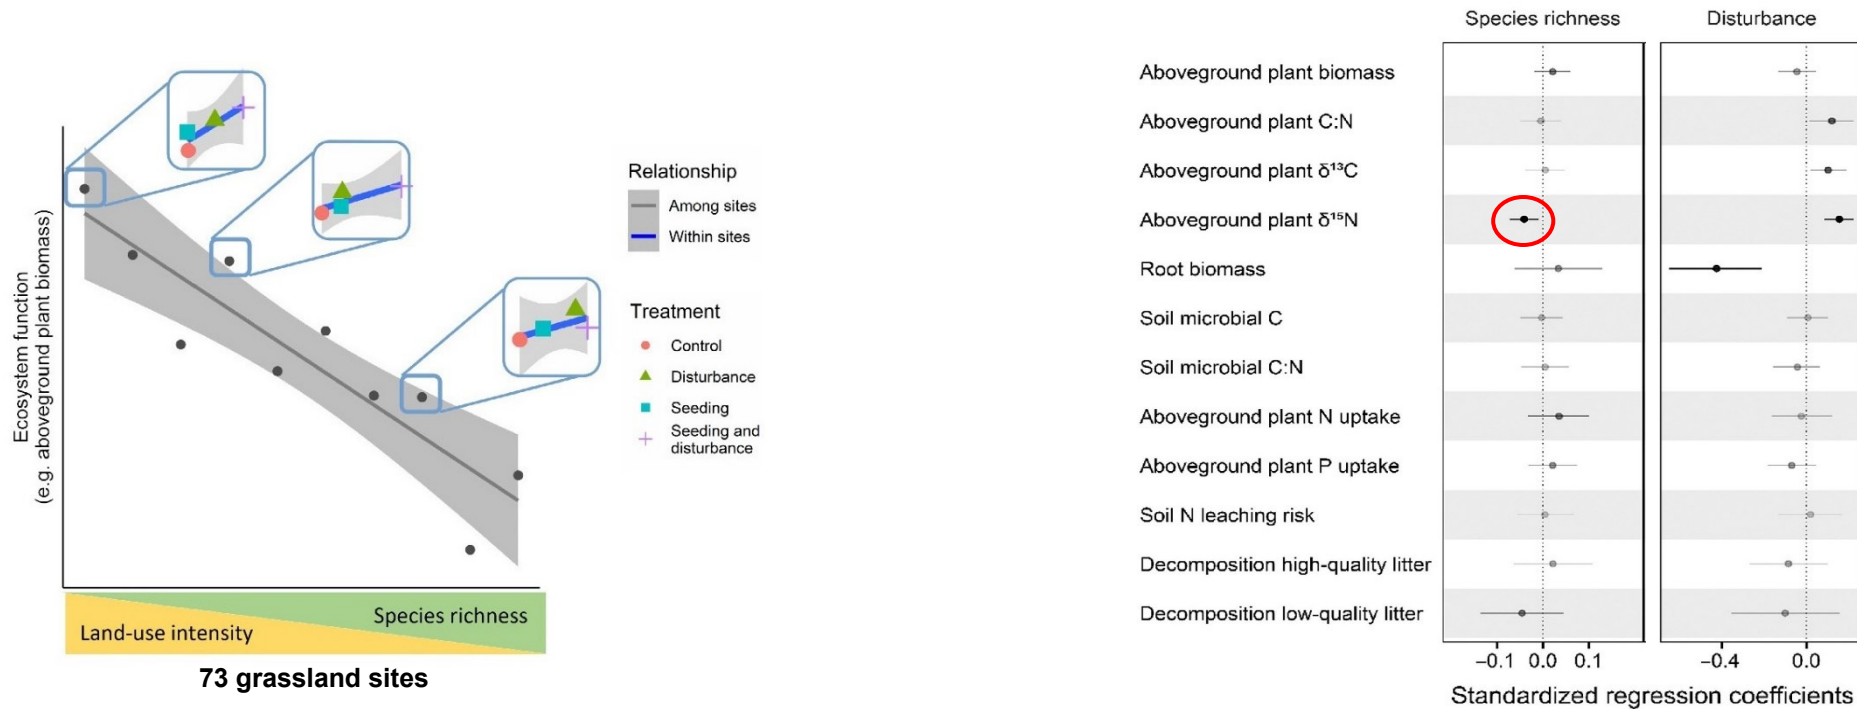 Ecosystem function
(e.g. aboveground plant biomass)
Land-use intensity
Species richness
73 grassland sites
Relationship
Among sites
Within sites
Treatment
Control
Disturbance
Seeding
Seeding and
disturbance
Species richness
Disturbance
Aboveground plant biomass
Aboveground plant C:N
Aboveground plant δ¹³C
Aboveground plant δ¹⁵N
Root biomass
Soil microbial C
Soil microbial C:N
Aboveground plant N uptake
Aboveground plant P uptake
Soil N leaching risk
Decomposition high-quality litter
Decomposition low-quality litter
−0.1 0.0 0.1
−0.4 0.0
Standardized regression coefficients